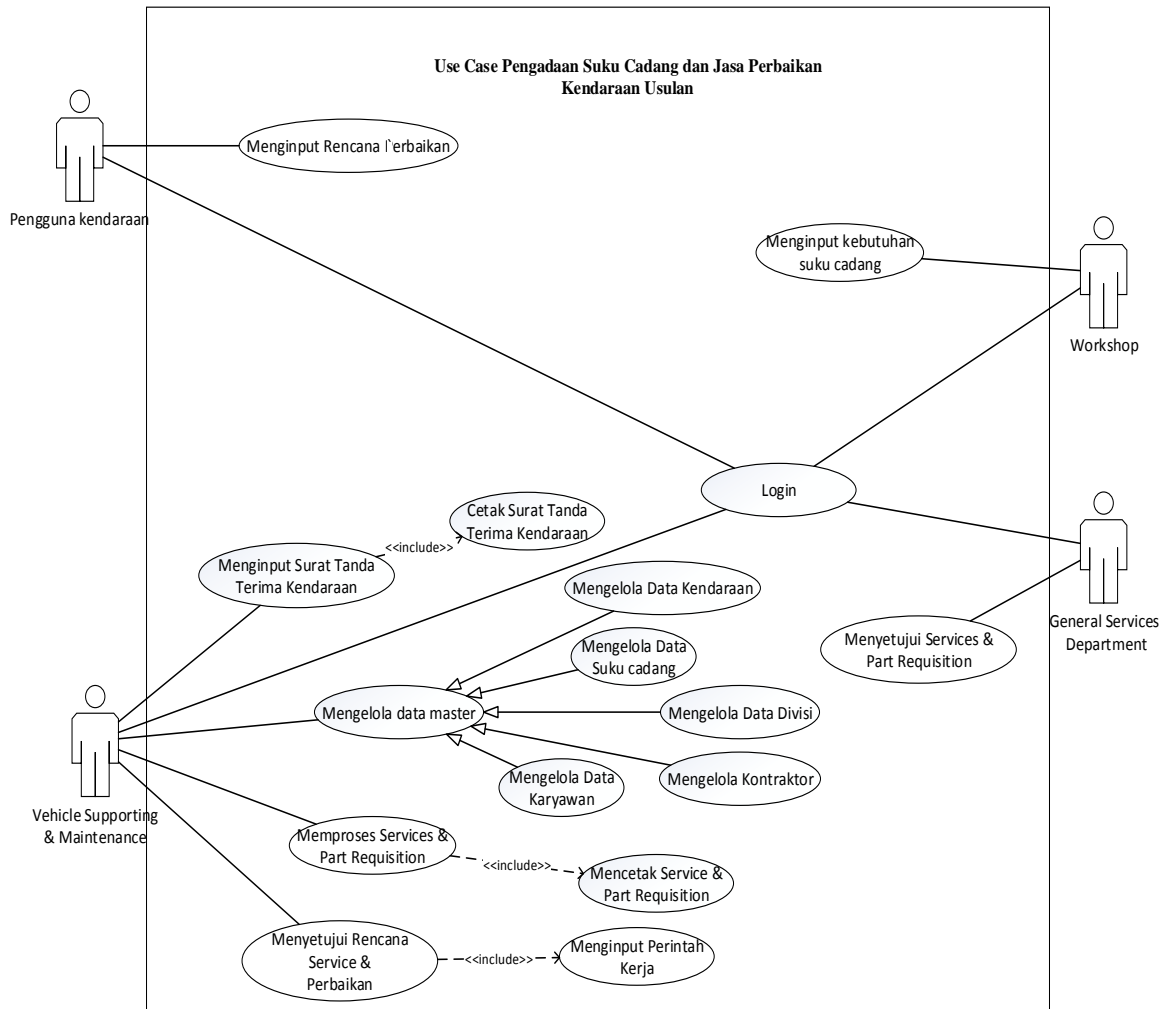 Use Case Pengadaan Suku Cadang dan Jasa Perbaikan
Kendaraan Usulan
Menginput Rencana Perbaikan
Pengguna kendaraan
Menginput kebutuhan
suku cadang
Workshop
Login
Cetak Surat Tanda
Terima Kendaraan
<<include>>
Menginput Surat Tanda
Terima Kendaraan
Mengelola Data Kendaraan
General Services
Department
Menyetujui Services &
Part Requisition
Mengelola Data
Suku cadang
Mengelola data master
Mengelola Data Divisi
Mengelola Kontraktor
Mengelola Data
Karyawan
Vehicle Supporting
& Maintenance
Memproses Services &
Part Requisition
<<include>>
Mencetak Service &
Part Requisition
Menyetujui Rencana
Service &
Perbaikan
<<include>>
Menginput Perintah
Kerja